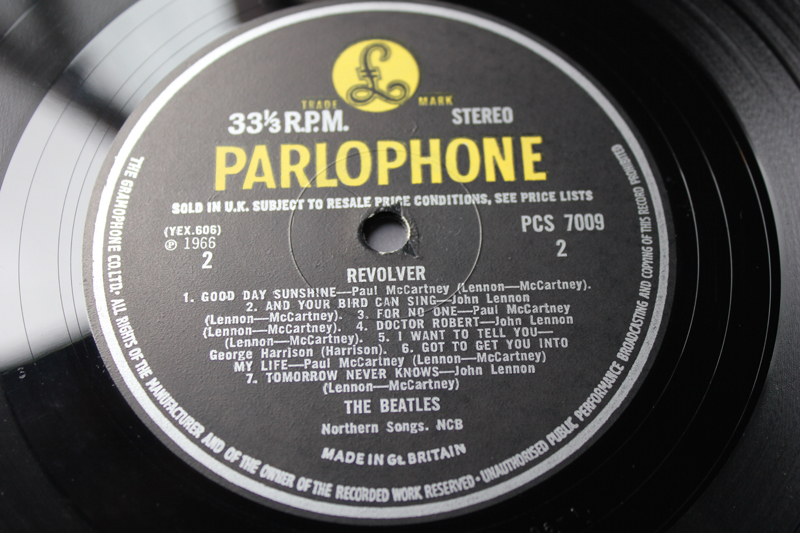 £
TRADE MARK
33⅓ R.P.M. STEREO
PARLOPHONE
SOLD IN U.K. SUBJECT TO RESALE PRICE CONDITIONS, SEE PRICE LISTS
(YEX.606) PCS 7009
℗ 1966
2 2
REVOLVER
1. GOOD DAY SUNSHINE—Paul McCartney (Lennon—McCartney).
2. AND YOUR BIRD CAN SING—John Lennon
(Lennon—McCartney). 3. FOR NO ONE—Paul McCartney
(Lennon—McCartney). 4. DOCTOR ROBERT—John Lennon
(Lennon—McCartney). 5. I WANT TO TELL YOU—
George Harrison (Harrison). 6. GOT TO GET YOU INTO
MY LIFE—Paul McCartney (Lennon—McCartney)
7. TOMORROW NEVER KNOWS—John Lennon
(Lennon—McCartney)
THE BEATLES
Northern Songs. NCB
MADE IN Gt. BRITAIN
THE GRAMOPHONE CO. LTD. · ALL RIGHTS OF THE MANUFACTURER AND OF THE OWNER OF THE RECORDED WORK RESERVED · UNAUTHORISED PUBLIC PERFORMANCE BROADCASTING AND COPYING OF THIS RECORD PROHIBITED